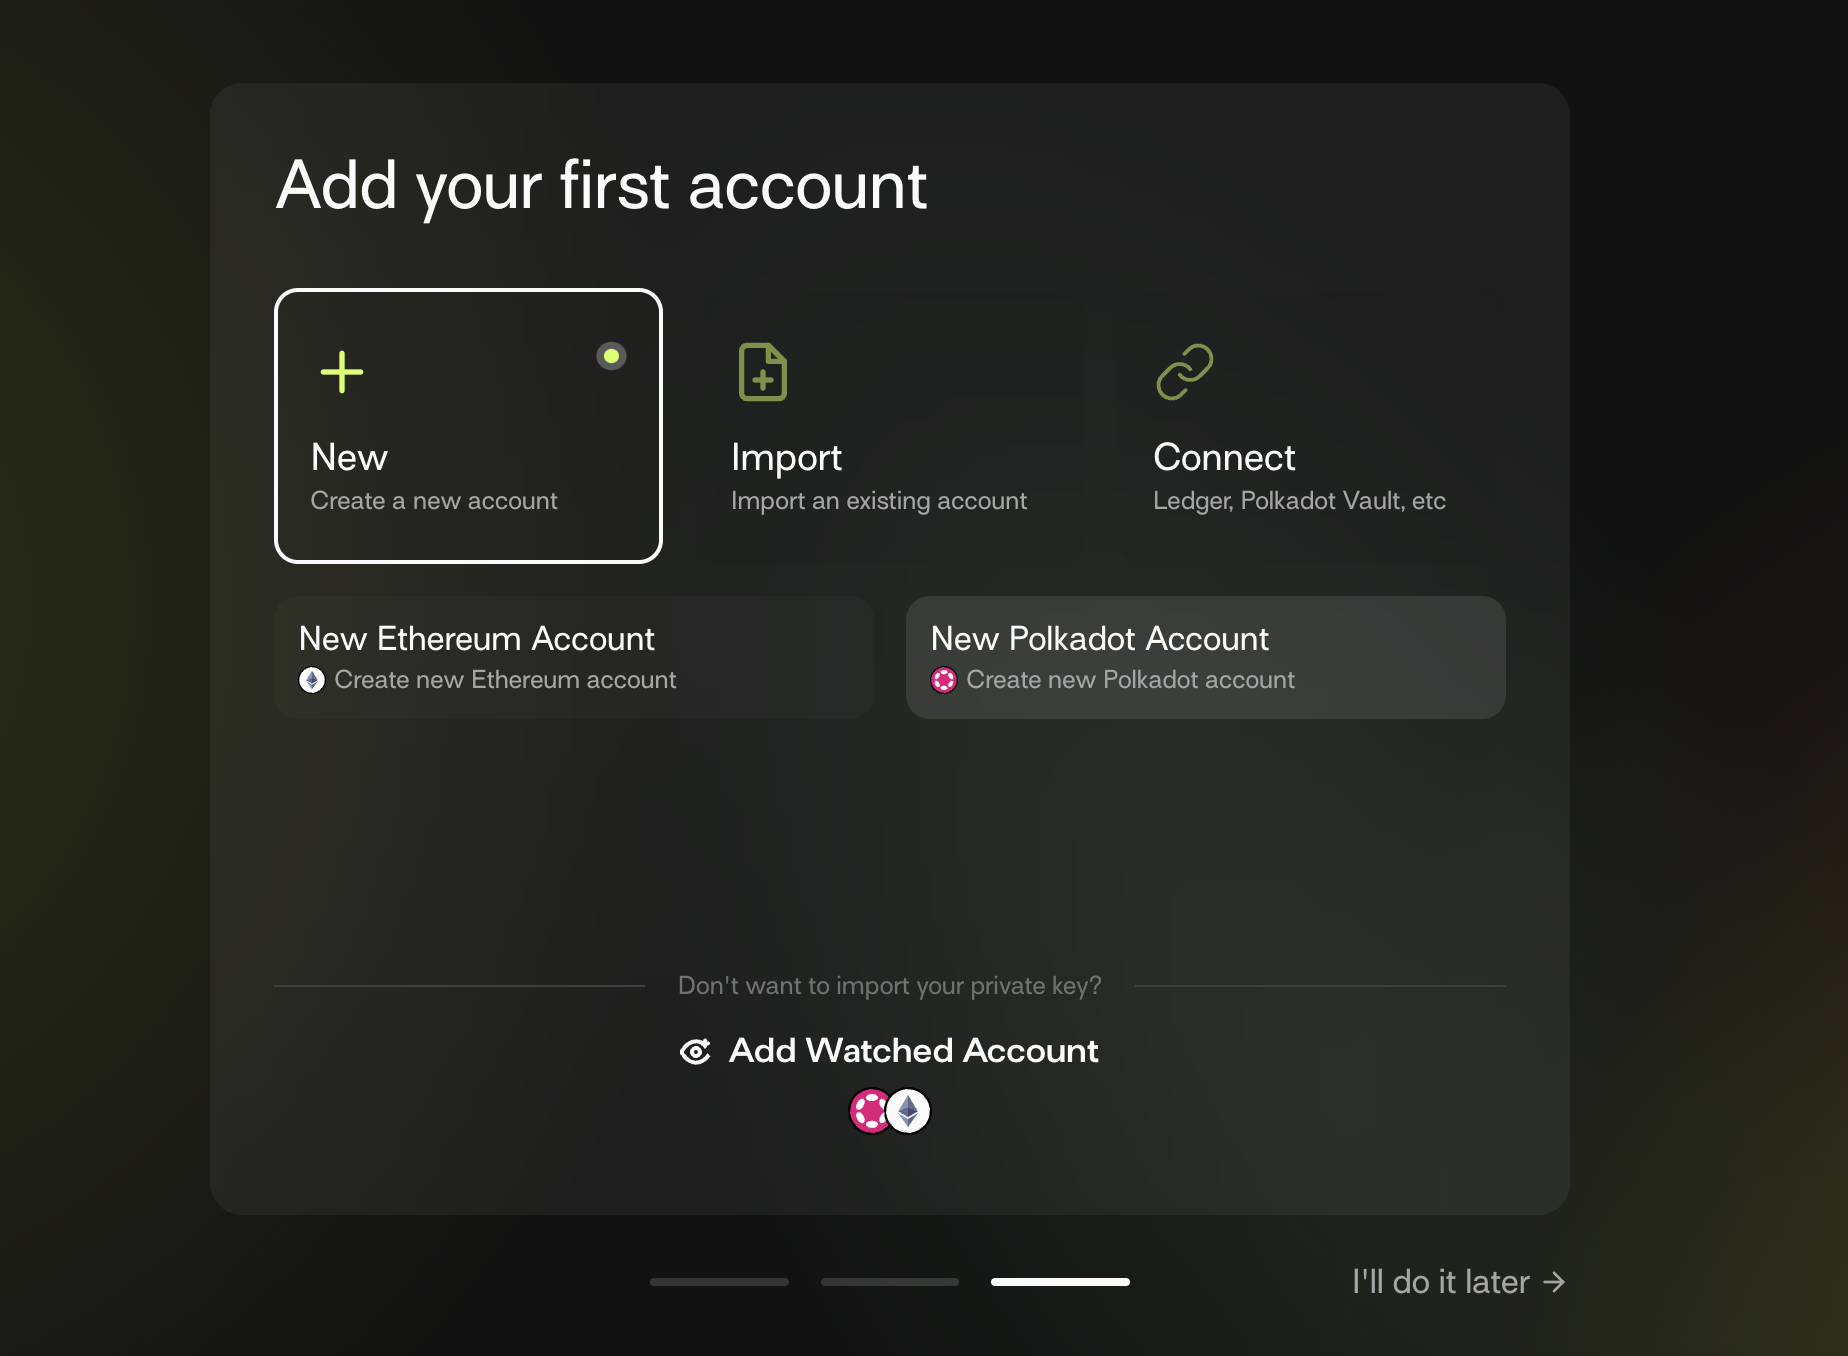 Add your first account
New
Create a new account
Import
Import an existing account
Connect
Ledger, Polkadot Vault, etc
New Ethereum Account
Create new Ethereum account
New Polkadot Account
Create new Polkadot account
Don't want to import your private key?
Add Watched Account
I'll do it later →